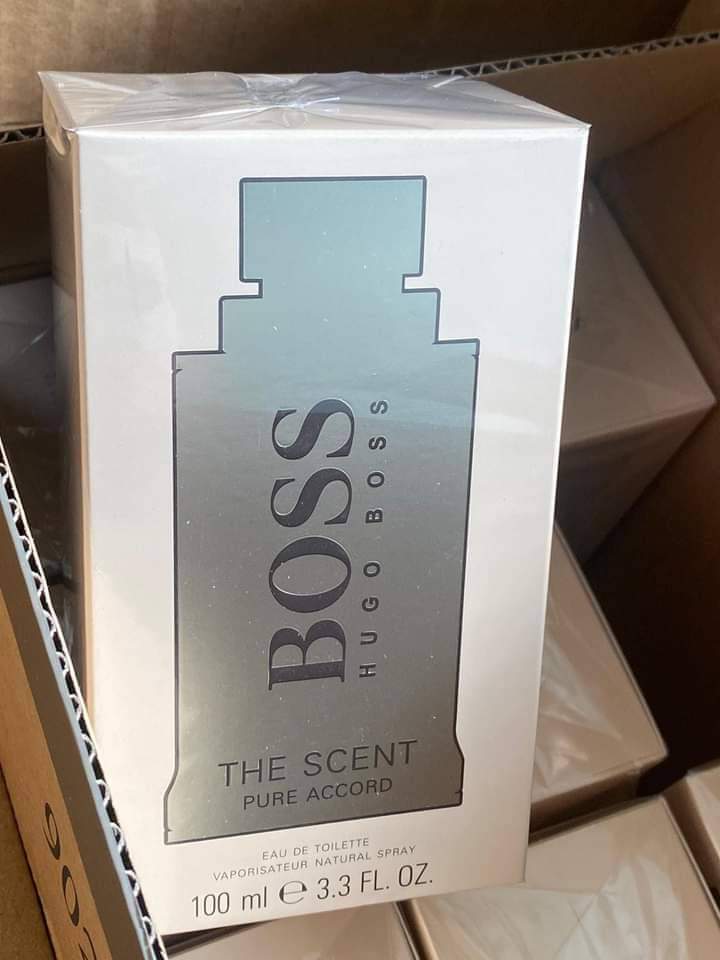 BOSS
HUGO BOSS
THE SCENT
PURE ACCORD
EAU DE TOILETTE
VAPORISATEUR NATURAL SPRAY
100 ml ℮ 3.3 FL. OZ.